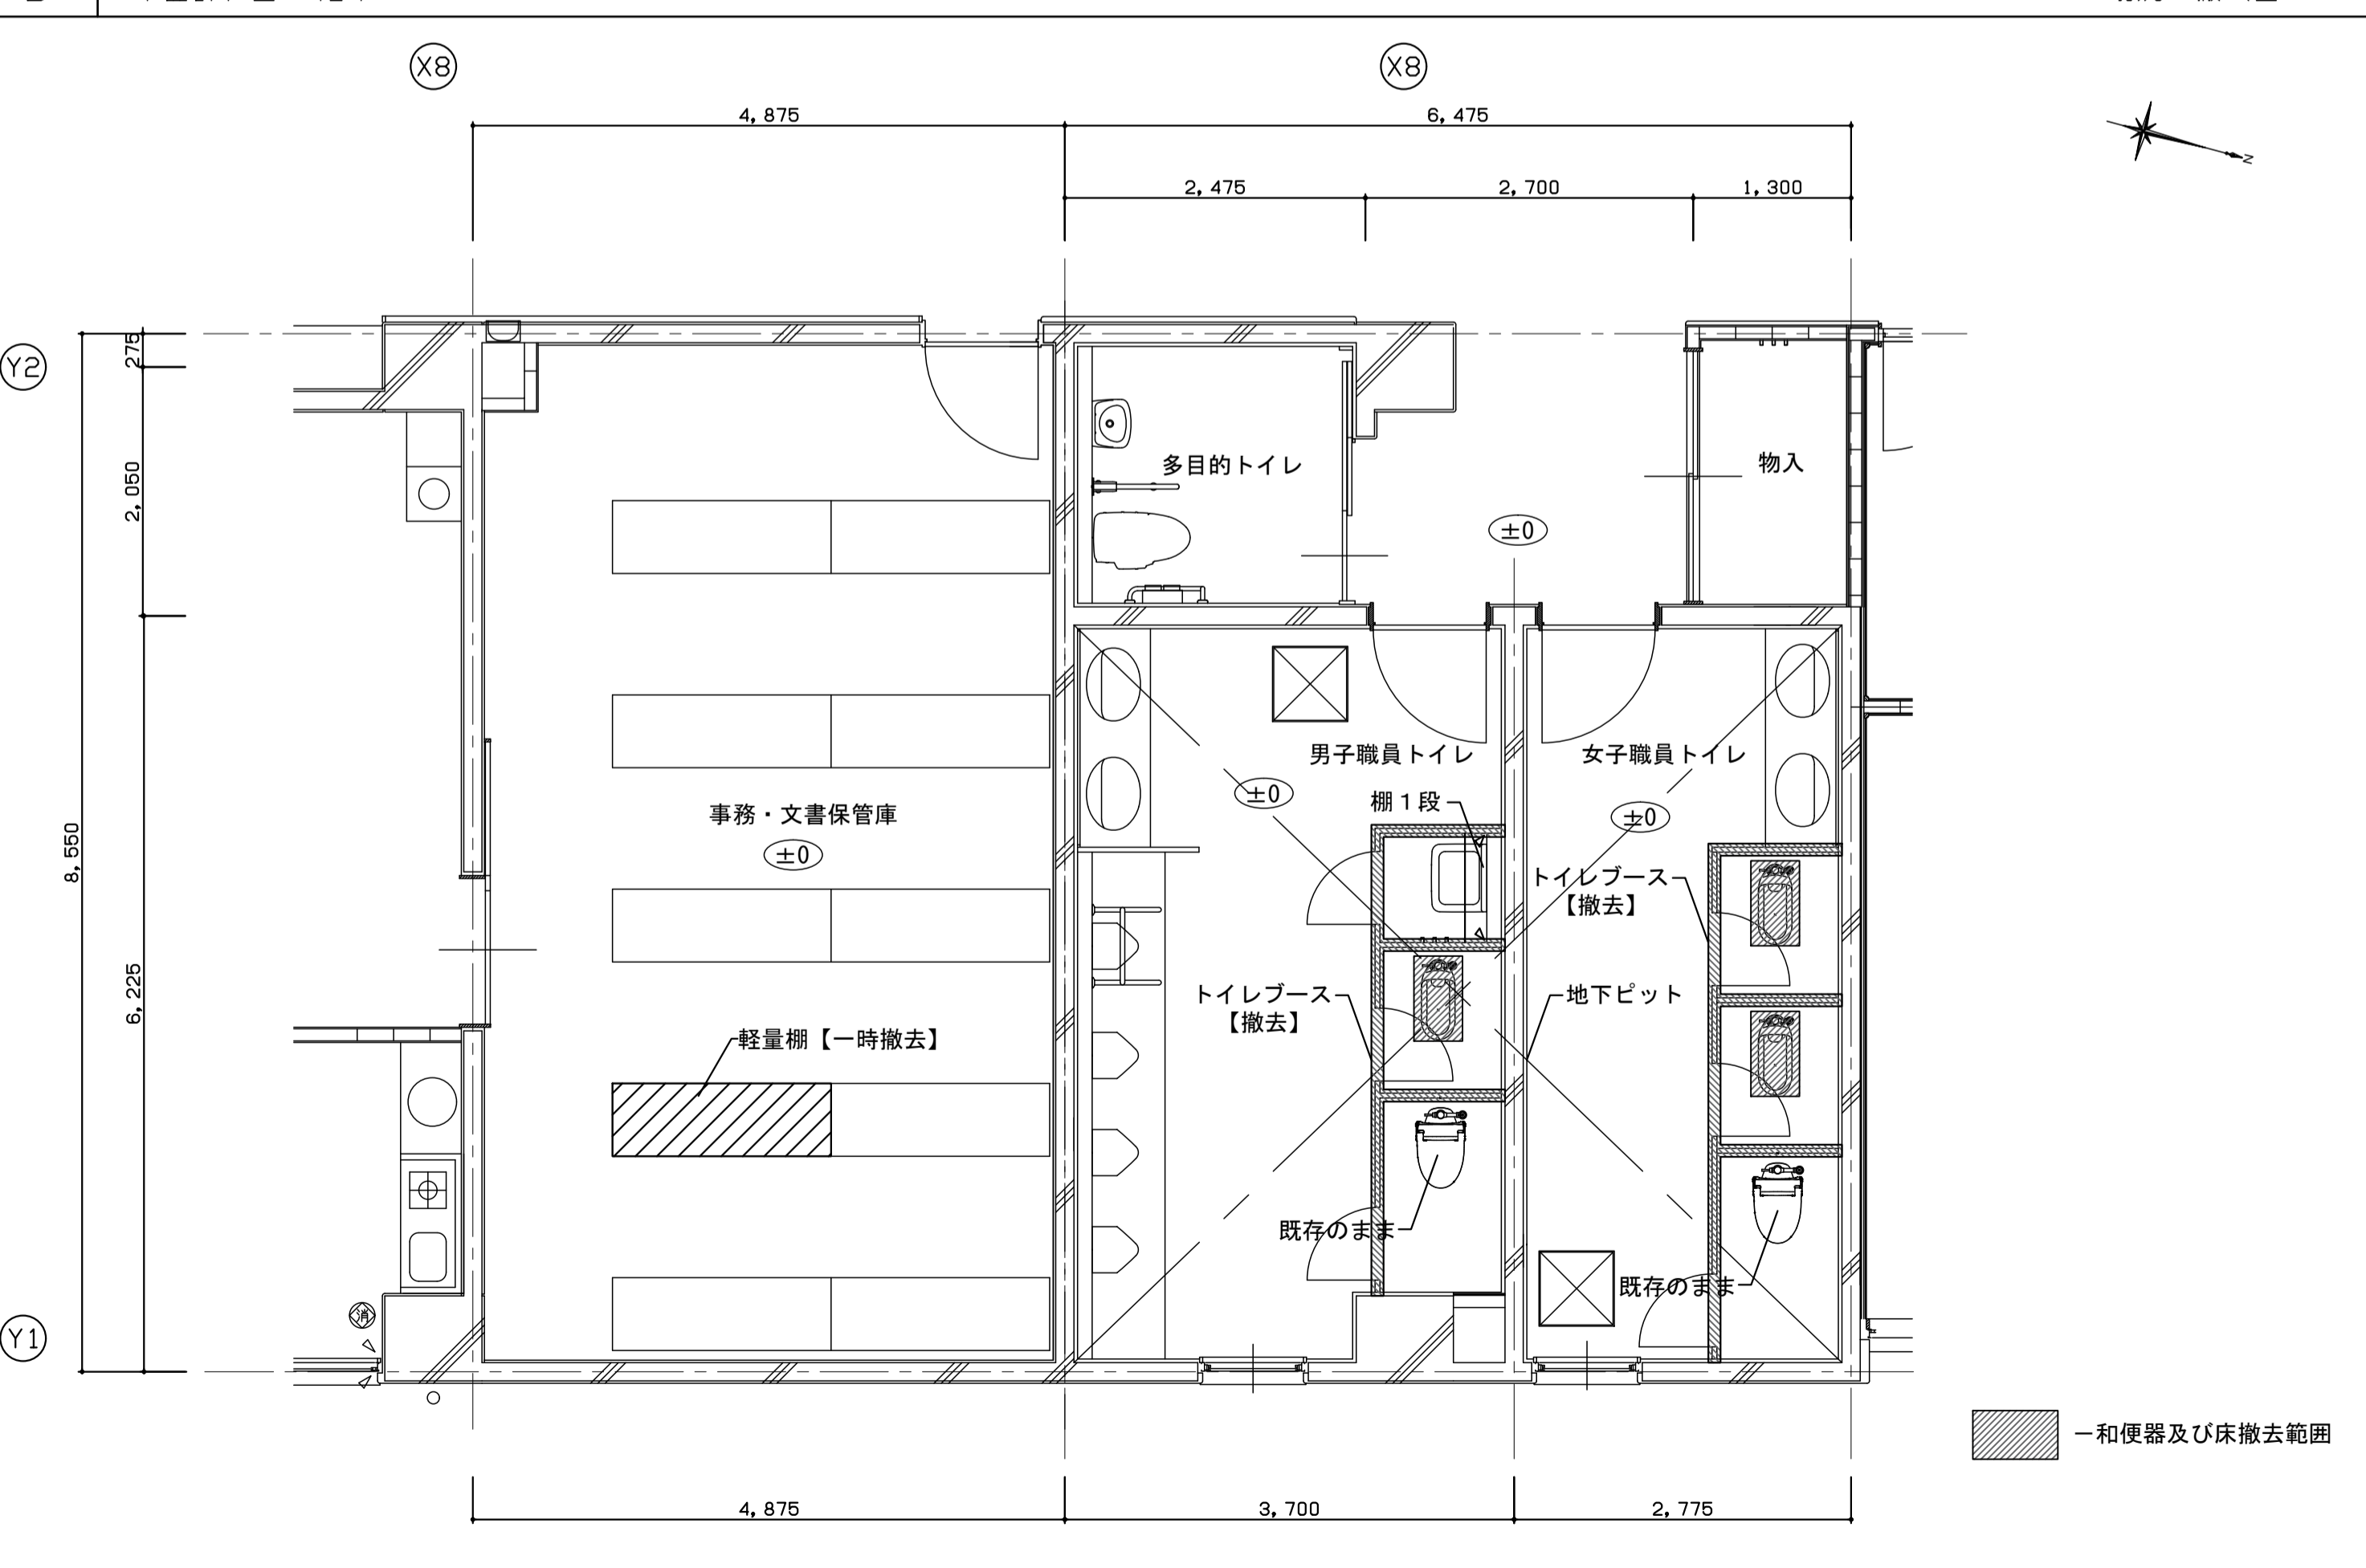 X8
X8
4,875
6,475
2,475
2,700
1,300
N
Y2
275
2,050
多目的トイレ
物入
±0
男子職員トイレ
女子職員トイレ
±0
棚1段
±0
事務・文書保管庫
±0
8,550
トイレブース
【撤去】
6,225
トイレブース
【撤去】
地下ピット
軽量棚【一時撤去】
既存のまま
既存のまま
消
Y1
ー和便器及び床撤去範囲
4,875
3,700
2,775